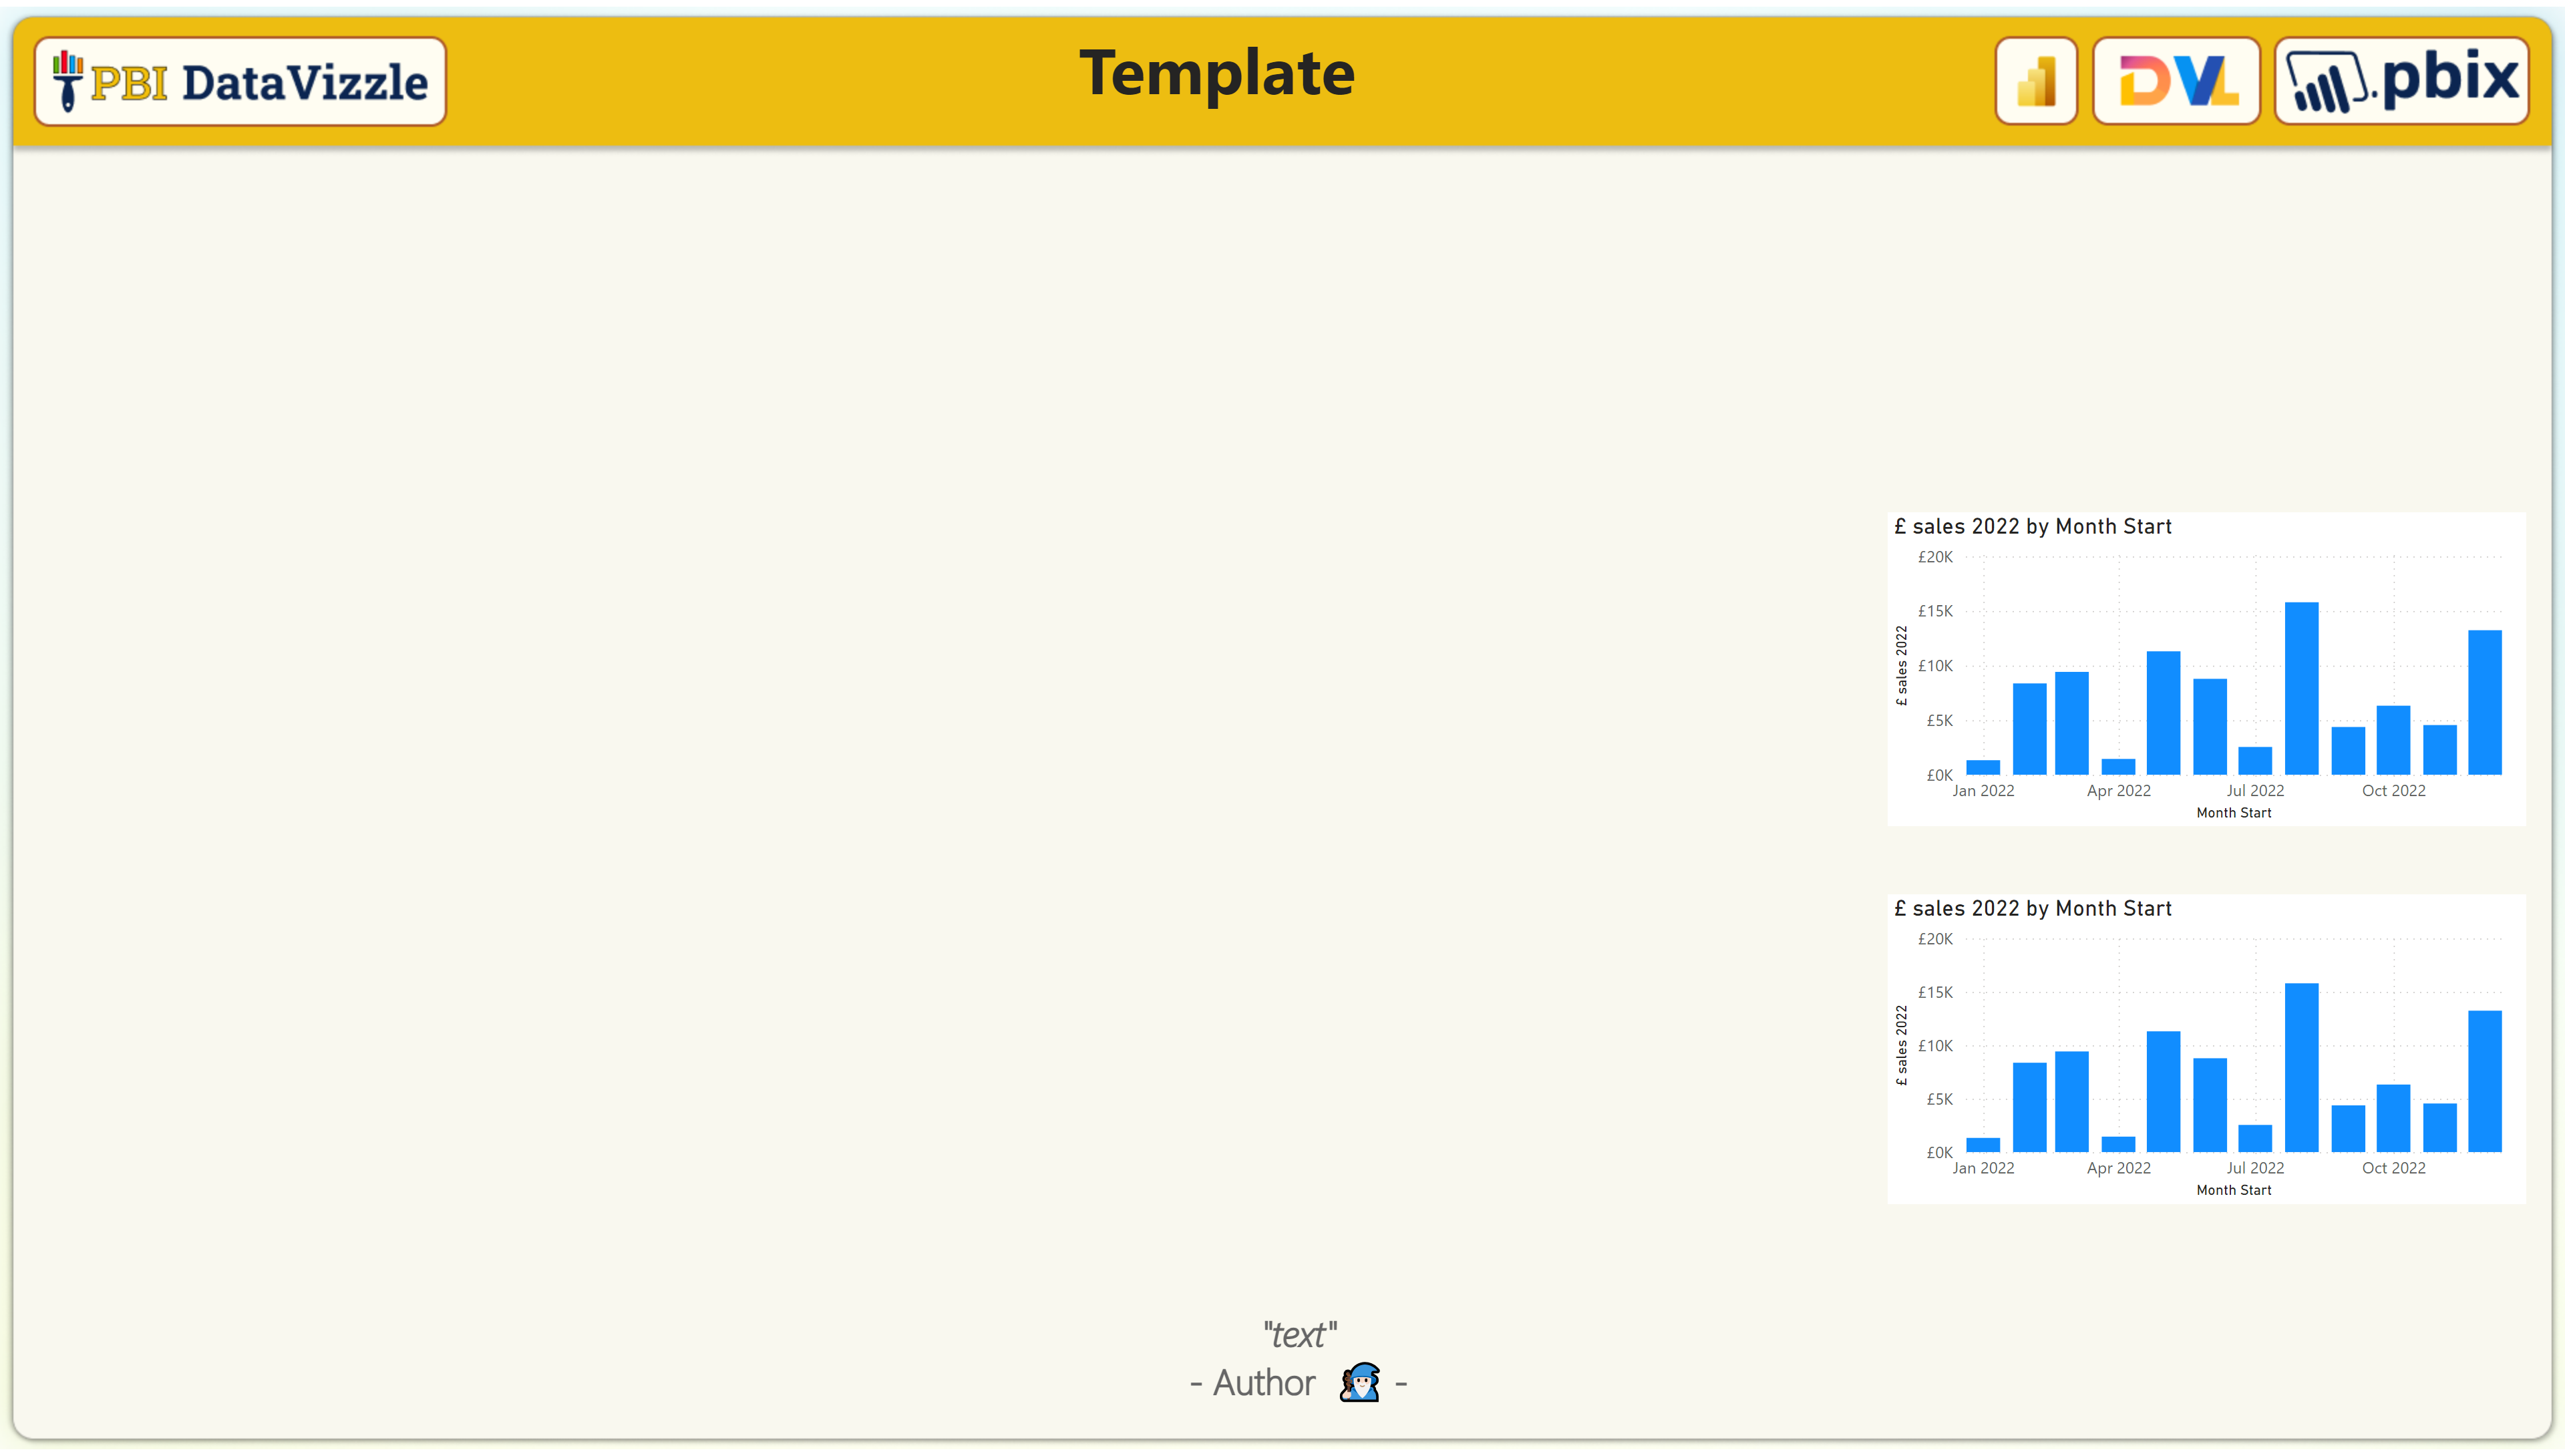 PBI DataVizzle
Template
DVL
.pbix
£ sales 2022 by Month Start
£ sales 2022
£20K
£15K
£10K
£5K
£0K
Jan 2022 Apr 2022 Jul 2022 Oct 2022
Month Start
£ sales 2022 by Month Start
£ sales 2022
£20K
£15K
£10K
£5K
£0K
Jan 2022 Apr 2022 Jul 2022 Oct 2022
Month Start
"text"
- Author -